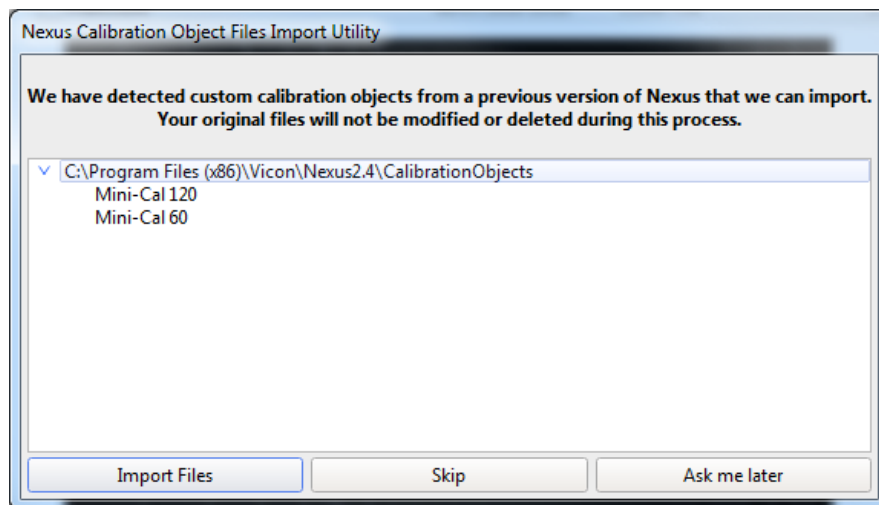 Nexus Calibration Object Files Import Utility
We have detected custom calibration objects from a previous version of Nexus that we can import.
Your original files will not be modified or deleted during this process.
C:\Program Files (x86)\Vicon\Nexus2.4\CalibrationObjects
Mini-Cal 120
Mini-Cal 60
Import Files Skip Ask me later